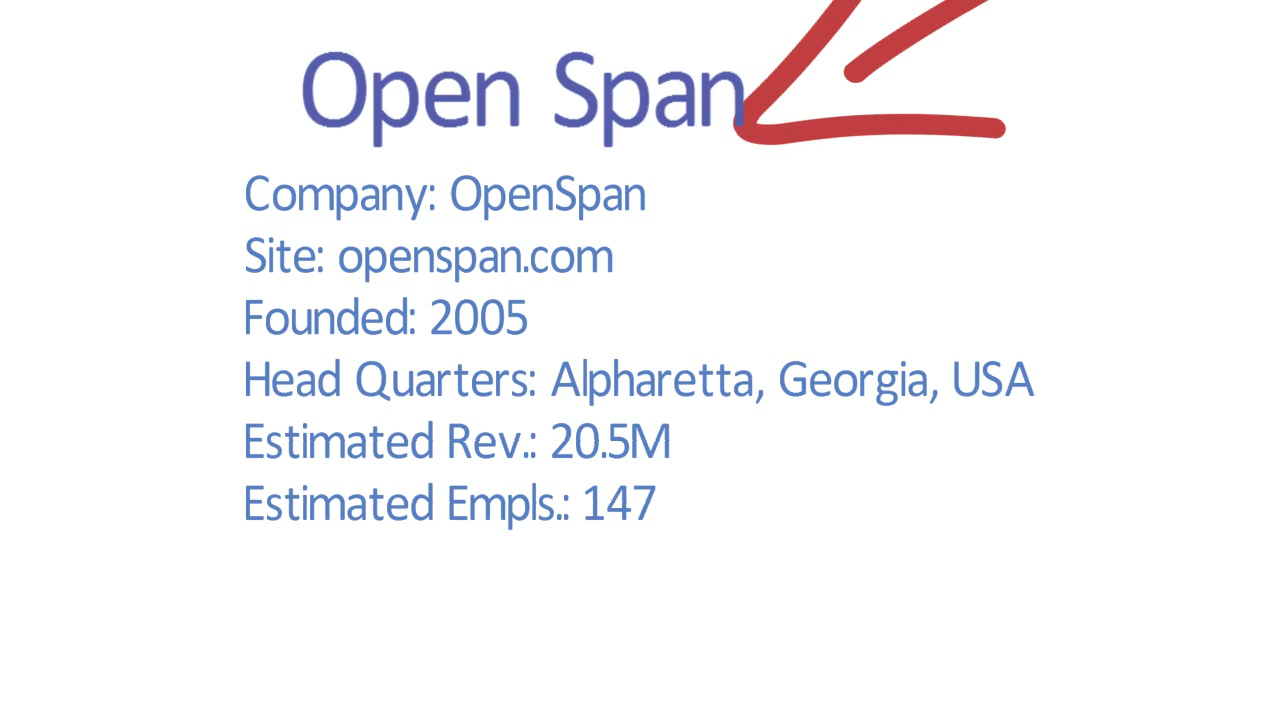 Open Span
Company: OpenSpan
Site: openspan.com
Founded: 2005
Head Quarters: Alpharetta, Georgia, USA
Estimated Rev.: 20.5M
Estimated Empls.: 147